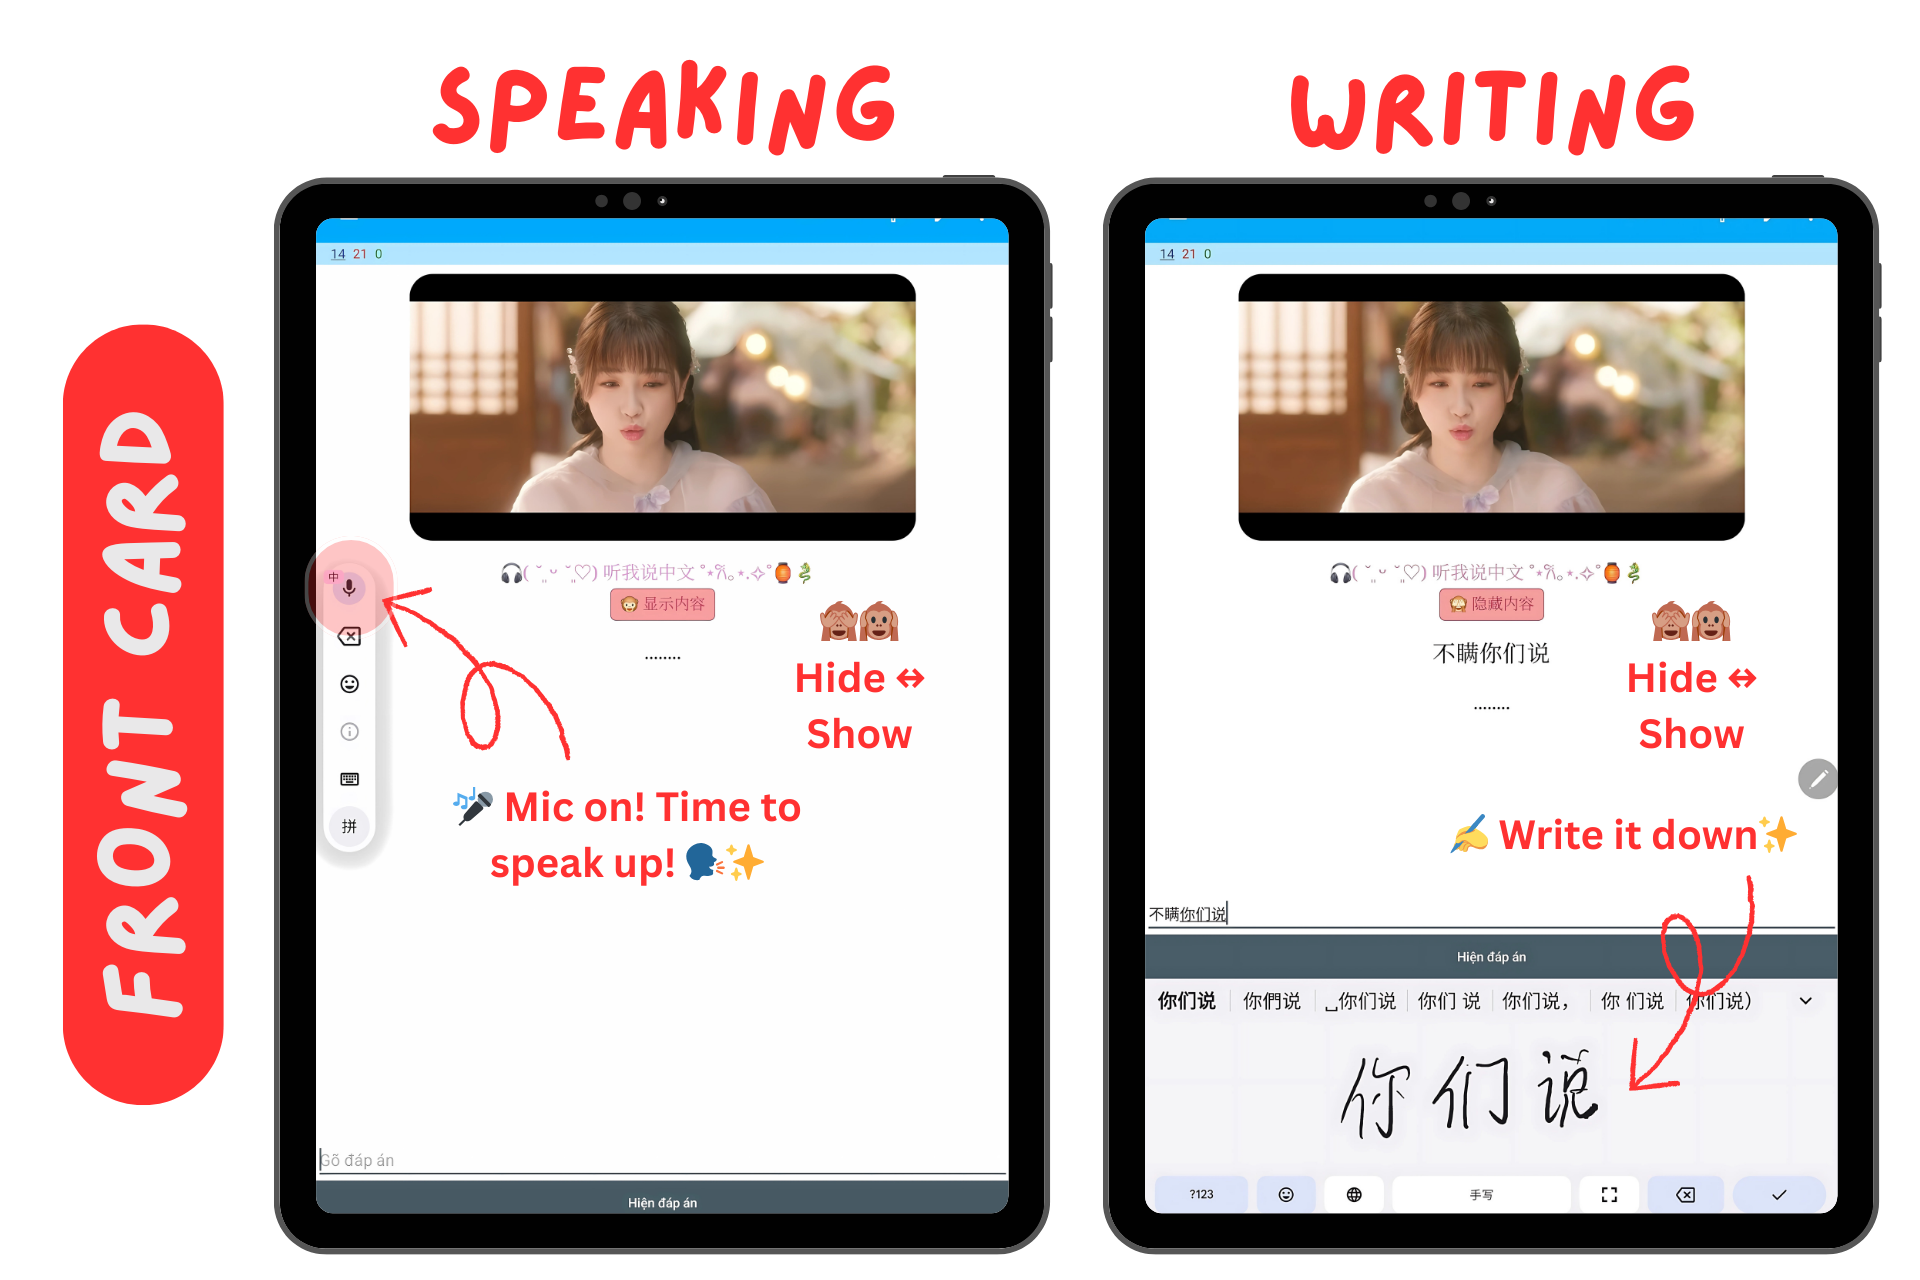 SPEAKING
WRITING
FRONT CARD
14 21 0
听我说中文
显示内容
........
Hide ↔
Show
中
拼
🎤 Mic on! Time to
speak up! 🗣✨
Gõ đáp án
Hiện đáp án
14 21 0
听我说中文
隐藏内容
不瞒你们说
........
Hide ↔
Show
✍ Write it down✨
不瞒你们说
Hiện đáp án
你们说 你們说 ␣你们说 你们 说 你们说， 你 们说 你们说）
你们说
?123 手写